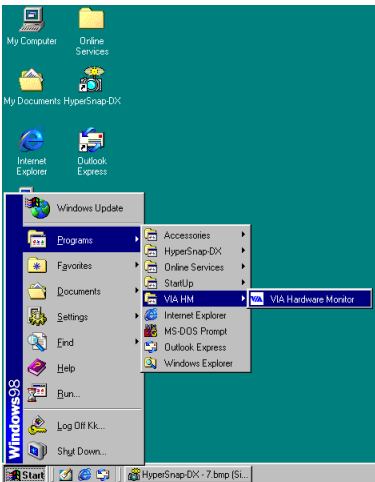 My Computer
Online
Services
My Documents
HyperSnap-DX
Internet
Explorer
Outlook
Express
Windows Update
Programs
Favorites
Documents
Settings
Find
Help
Run...
Log Off Kk...
Shut Down...
Windows98
Accessories
HyperSnap-DX
Online Services
StartUp
VIA HM
Internet Explorer
MS-DOS Prompt
Outlook Express
Windows Explorer
VIA
VIA Hardware Monitor
Start
HyperSnap-DX - 7.bmp (Si...